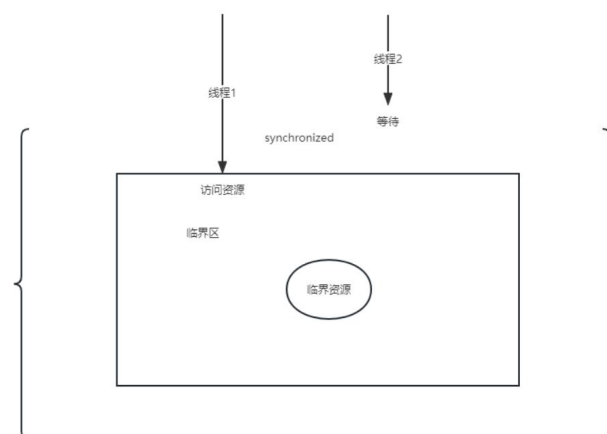 线程2
线程1
等待
synchronized
访问资源
临界区
临界资源